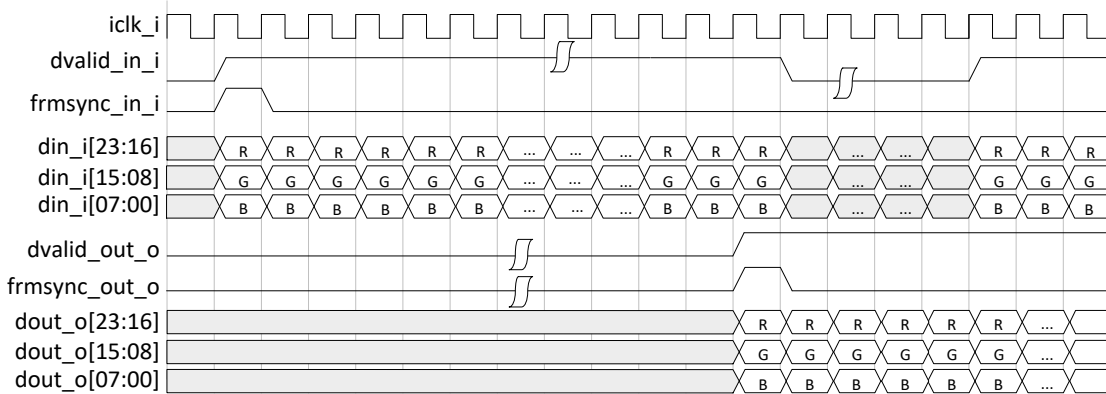 iclk_i
dvalid_in_i
frmsync_in_i
din_i[23:16] R R R R R R ... ... ... R R R ... ... R R R
din_i[15:08] G G G G G G ... ... ... G G G ... ... G G G
din_i[07:00] B B B B B B ... ... ... B B B ... ... B B B
dvalid_out_o
frmsync_out_o
dout_o[23:16] R R R R R R ...
dout_o[15:08] G G G G G G ...
dout_o[07:00] B B B B B B ...